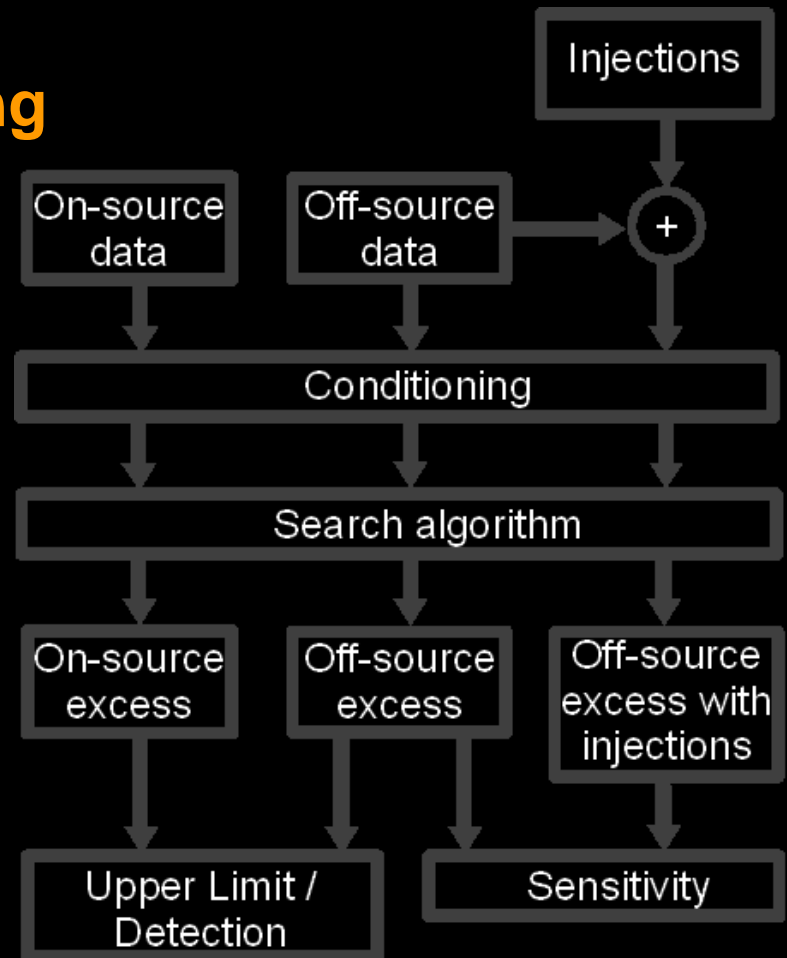 Injections
ng
On-source
data
Off-source
data
+
Conditioning
Search algorithm
On-source
excess
Off-source
excess
Off-source
excess with
injections
Upper Limit /
Detection
Sensitivity